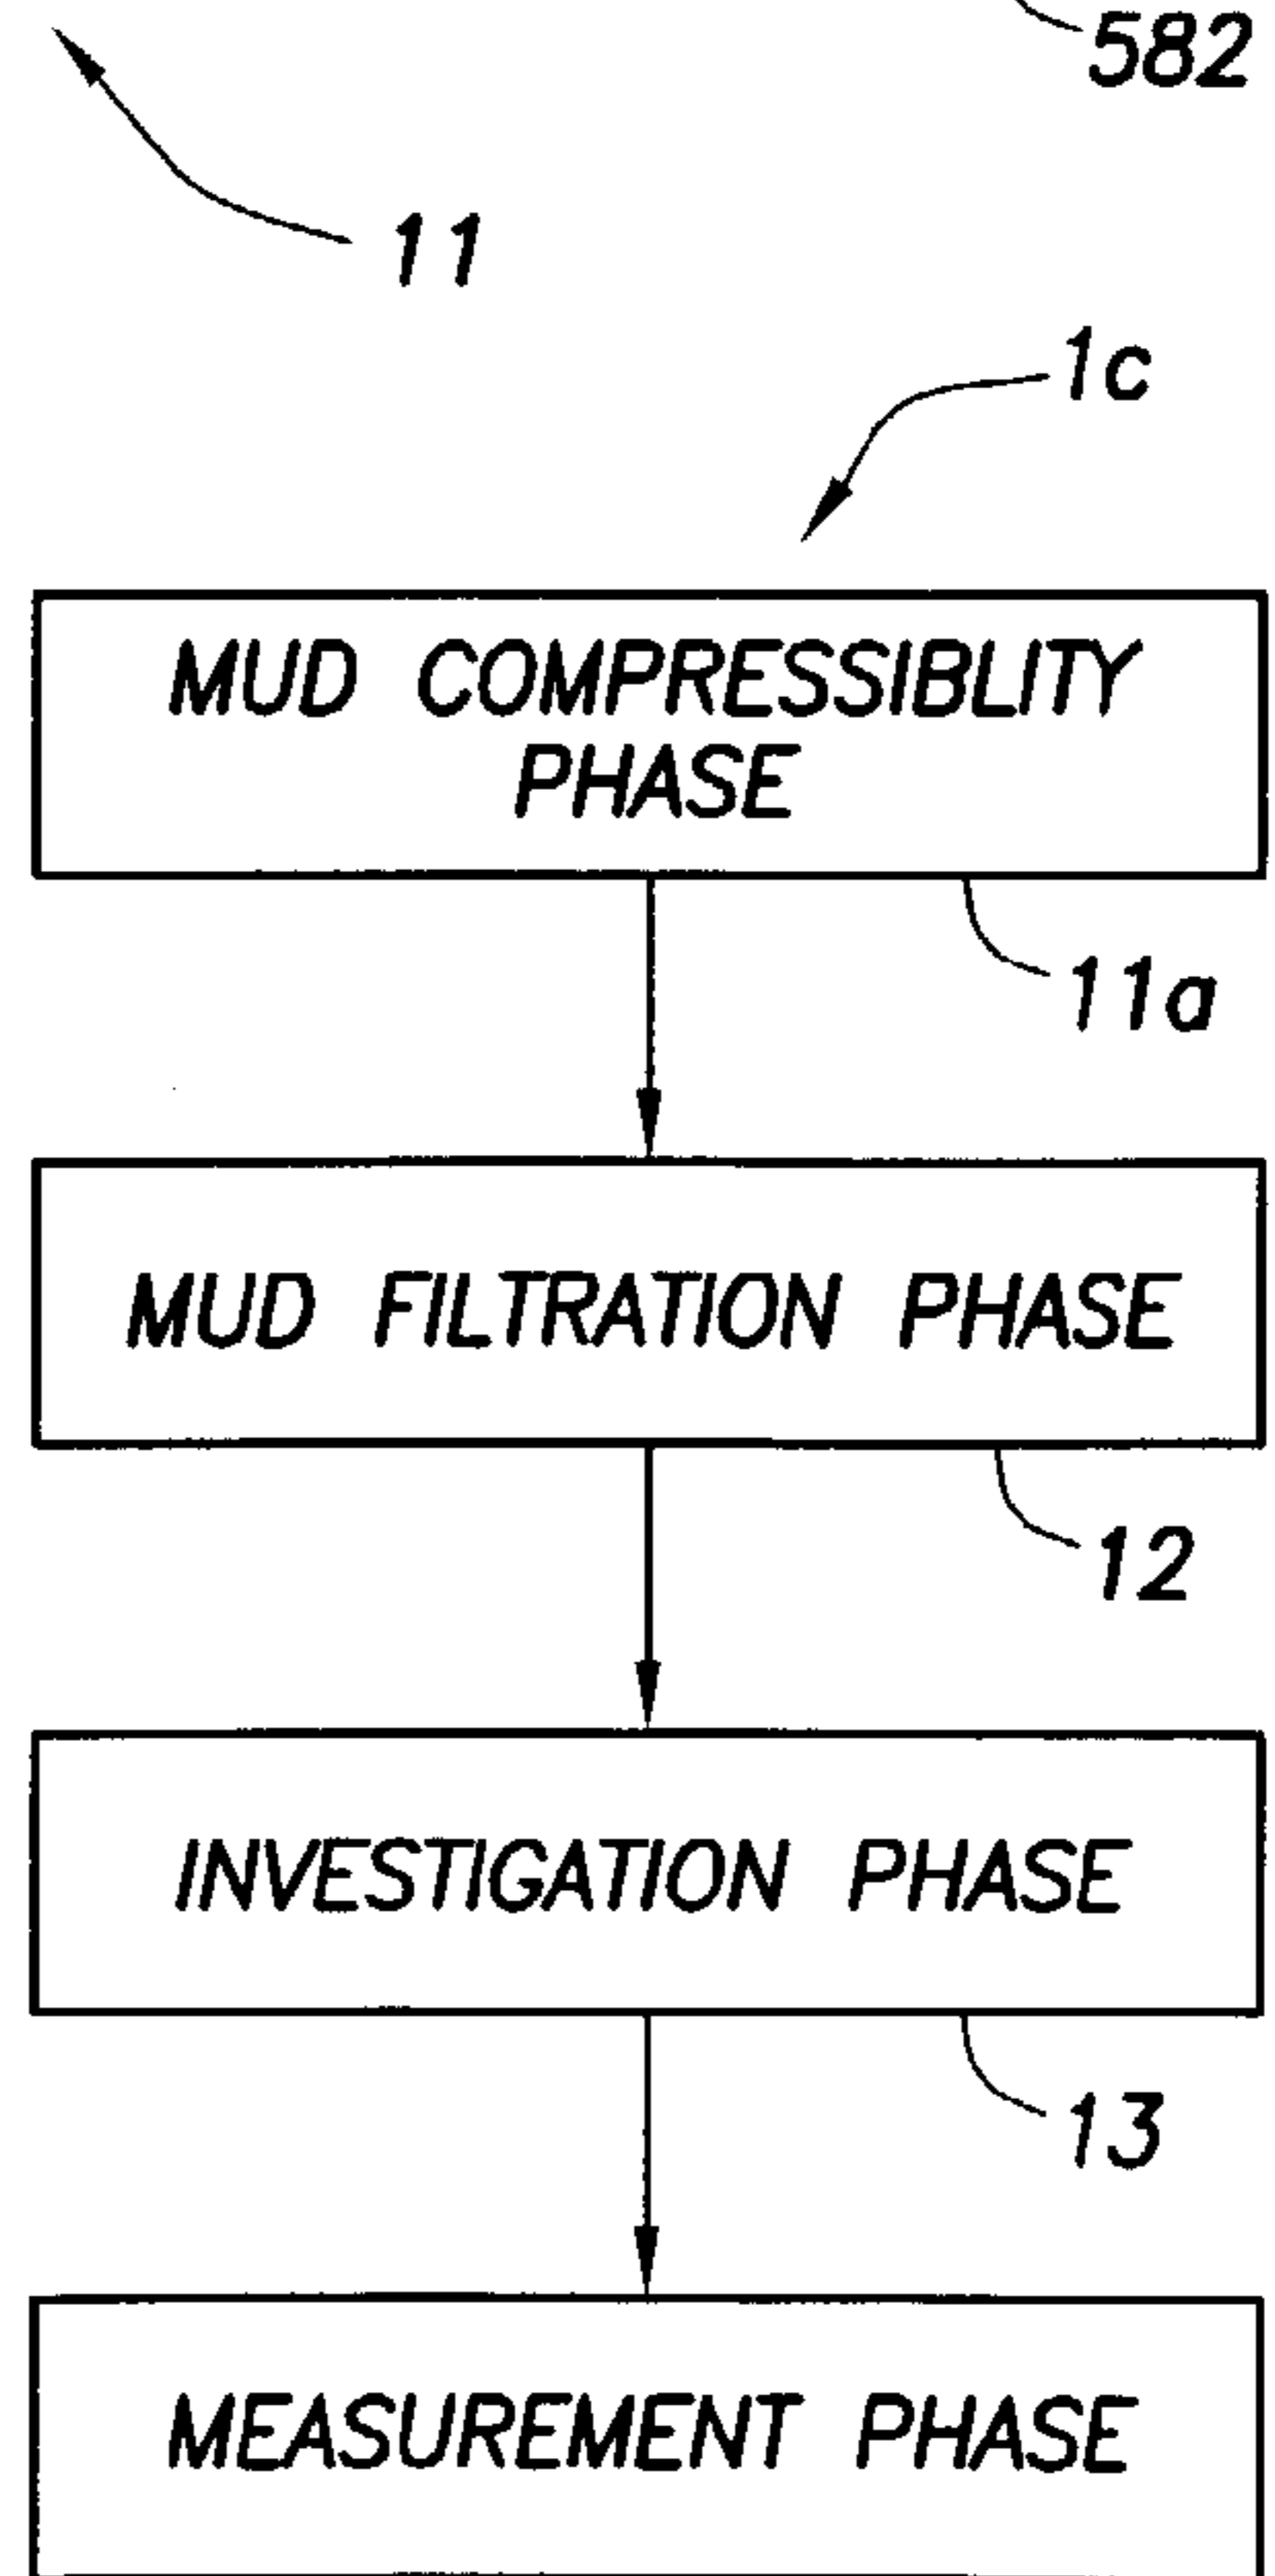 582
11
1c
MUD COMPRESSIBLITY
PHASE
11a
MUD FILTRATION PHASE
12
INVESTIGATION PHASE
13
MEASUREMENT PHASE